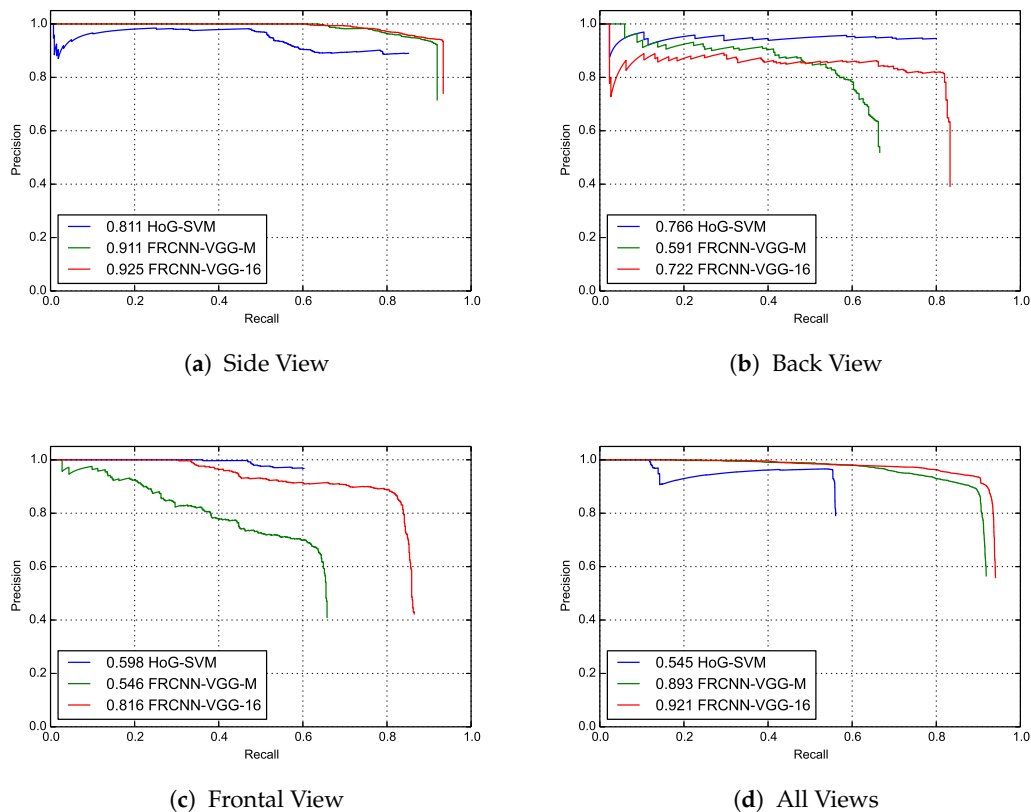 1.0
0.8
0.6
0.4
0.2
0.0
Precision
0.811 HoG-SVM
0.911 FRCNN-VGG-M
0.925 FRCNN-VGG-16
0.0 0.2 0.4 0.6 0.8 1.0
Recall
(a) Side View
1.0
0.8
0.6
0.4
0.2
0.0
Precision
0.766 HoG-SVM
0.591 FRCNN-VGG-M
0.722 FRCNN-VGG-16
0.0 0.2 0.4 0.6 0.8 1.0
Recall
(b) Back View
1.0
0.8
0.6
0.4
0.2
0.0
Precision
0.598 HoG-SVM
0.546 FRCNN-VGG-M
0.816 FRCNN-VGG-16
0.0 0.2 0.4 0.6 0.8 1.0
Recall
(c) Frontal View
1.0
0.8
0.6
0.4
0.2
0.0
Precision
0.545 HoG-SVM
0.893 FRCNN-VGG-M
0.921 FRCNN-VGG-16
0.0 0.2 0.4 0.6 0.8 1.0
Recall
(d) All Views